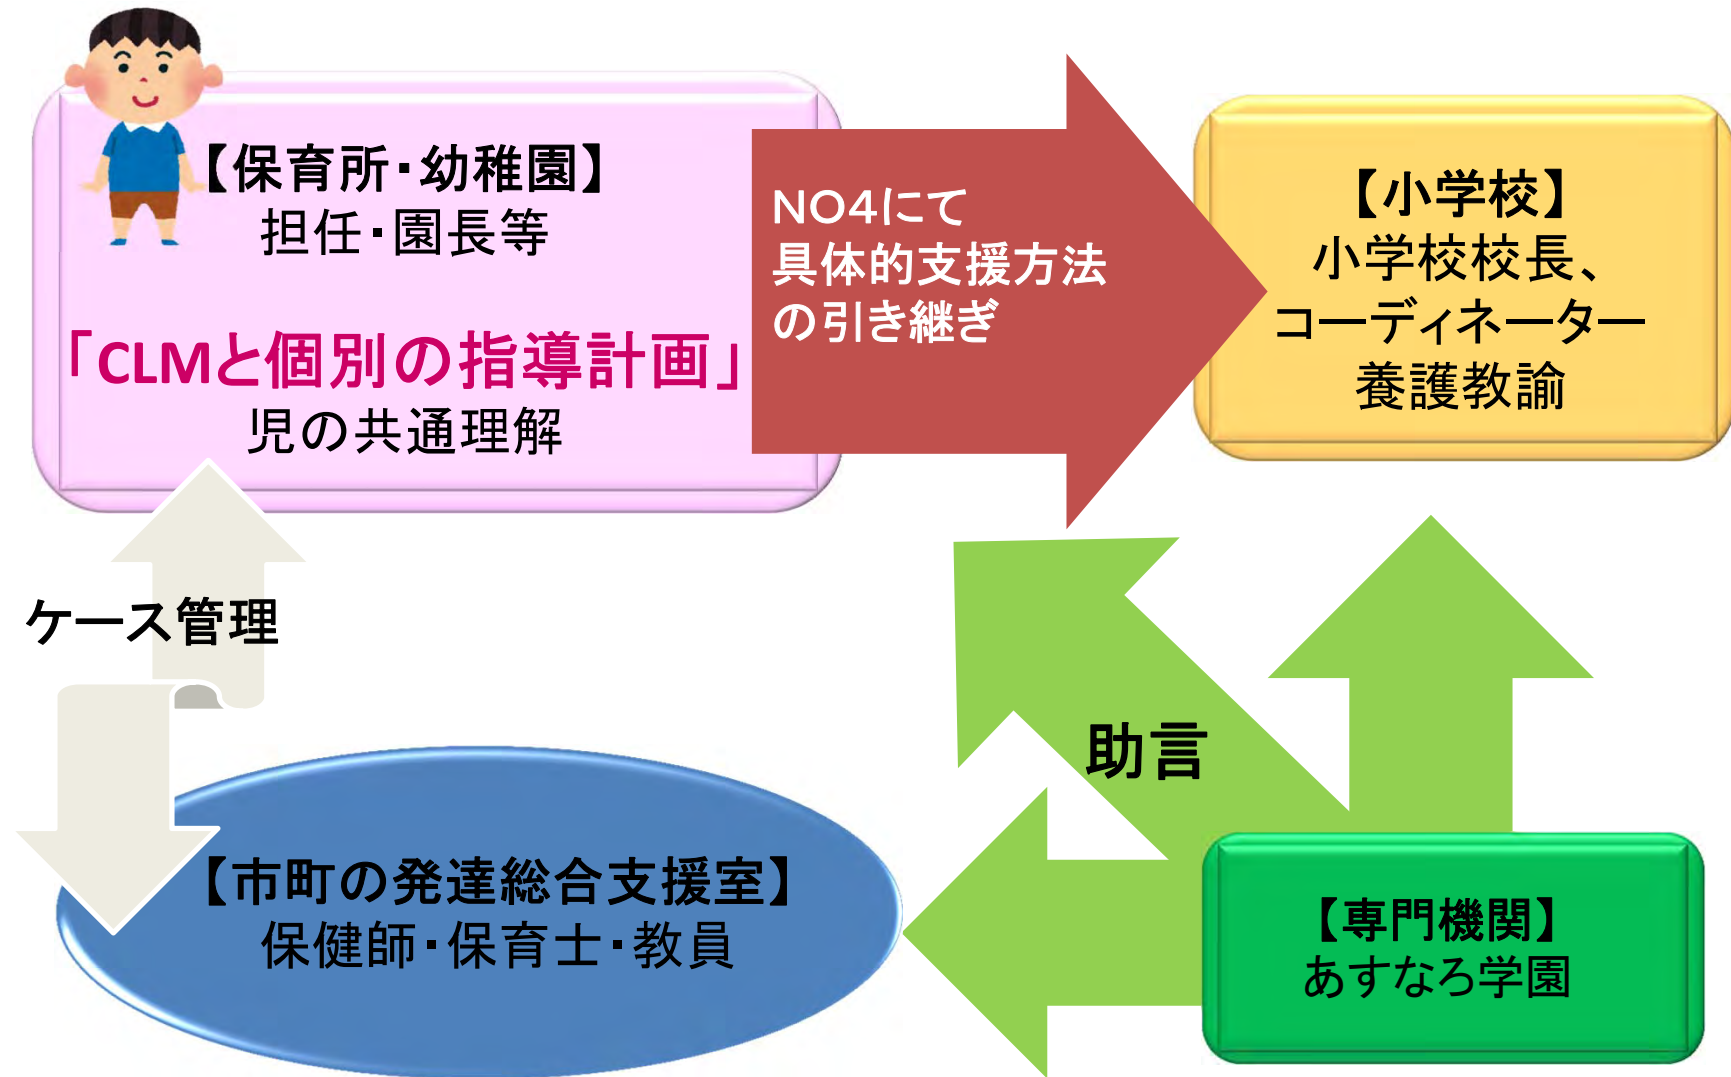 【保育所・幼稚園】
担任・園長等
「CLMと個別の指導計画」
児の共通理解
NO4にて
具体的支援方法
の引き継ぎ
【小学校】
小学校校長、
コーディネーター
養護教諭
ケース管理
助言
【市町の発達総合支援室】
保健師・保育士・教員
【専門機関】
あすなろ学園